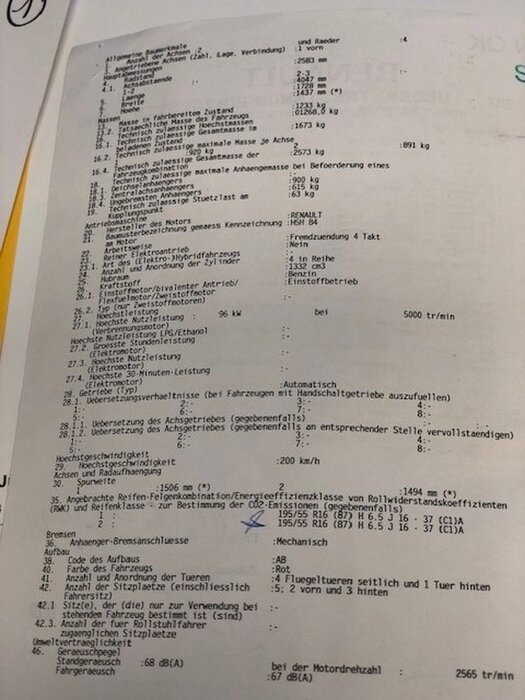 Allgemeine Baumerkmale
1. Anzahl der Achsen :2 und Raeder :4
3. Angetriebene Achsen (Zahl, Lage, Verbindung) :1 vorn
Hauptabmessungen
4. Radstand :2583 mm
4.1. Achsabstaende :-
1-2 2-3
5. Laenge :4047 mm
6. Breite :1728 mm
7. Hoehe :1437 mm (*)
Massen
13. Masse in fahrbereitem Zustand :1233 kg
13.2. Tatsaechliche Masse des Fahrzeugs :01268.0 kg
16. Technisch zulaessige Hoechstmassen
16.1. Technisch zulaessige Gesamtmasse im
beladenen Zustand :1673 kg
16.2. Technisch zulaessige maximale Masse je Achse
:920 kg 2 :891 kg
16.4. Technisch zulaessige Gesamtmasse der
Fahrzeugkombination :2573 kg
18. Technisch zulaessige maximale Anhaengemasse bei Befoerderung eines
18.1. Deichselanhaengers
18.3. Zentralachsanhaengers :900 kg
18.4. Ungebremsten Anhaengers :615 kg
19. Technisch zulaessige Stuetzlast am :63 kg
Kupplungspunkt
Antriebsmaschine
20. Hersteller des Motors :RENAULT
21. Baumusterbezeichnung gemaess Kennzeichnung :H5H B4
am Motor
22. Arbeitsweise :Fremdzuendung 4 Takt
23. Reiner Elektroantrieb :Nein
23.1. Art des (Elektro-)Hybridfahrzeugs :-
24. Anzahl und Anordnung der Zylinder :4 in Reihe
25. Hubraum :1332 cm3
26. Kraftstoff :Benzin
26.1. Einstoffmotor/bivalenter Antrieb/ :Einstoffbetrieb
Flexfuelmotor/Zweistoffmotor
26.2. Typ (nur Zweistoffmotoren) :-
27. Hoechstleistung
27.1. Hoechste Nutzleistung : 96 kW bei 5000 tr/min
(Verbrennungsmotor)
Hoechste Nutzleistung LPG/Ethanol :-
27.2. Groesste Stundenleistung :-
(Elektromotor)
27.3. Hoechste Nutzleistung :-
(Elektromotor)
27.4. Hoechste 30-Minuten-Leistung :-
(Elektromotor)
28. Getriebe (Typ) :Automatisch
28.1. Uebersetzungsverhaeltnisse (bei Fahrzeugen mit Handschaltgetriebe auszufuellen)
1:- 2:- 3:- 4:-
5:- 6:- 7:- 8:-
28.1.1. Uebersetzung des Achsgetriebes (gegebenenfalls) :-
28.1.2. Uebersetzung des Achsgetriebes (gegebenenfalls an entsprechender Stelle vervollstaendigen)
1:- 2:- 3:- 4:-
5:- 6:- 7:- 8:-
Hoechstgeschwindigkeit
29. Hoechstgeschwindigkeit :200 km/h
Achsen und Radaufhaengung
30. Spurweite
1 :1506 mm (*) 2 :1494 mm (*)
35. Angebrachte Reifen-Felgenkombination/Energieeffizienzklasse von Rollwiderstandskoeffizienten
(RWK) und Reifenklasse - zur Bestimmung der CO2-Emissionen (gegebenenfalls)
1 : 195/55 R16 (87) H 6.5 J 16 - 37 (C1)A
2 : 195/55 R16 (87) H 6.5 J 16 - 37 (C1)A
Bremsen
36. Anhaenger-Bremsanschluesse :Mechanisch
Aufbau
38. Code des Aufbaus :AB
40. Farbe des Fahrzeugs :Rot
41. Anzahl und Anordnung der Tueren :4 Fluegeltueren seitlich und 1 Tuer hinten
42. Anzahl der Sitzplaetze (einschliesslich :5: 2 vorn und 3 hinten
Fahrersitz)
42.1 Sitz(e), der (die) nur zur Verwendung bei :-
stehendem Fahrzeug bestimmt ist (sind)
42.3. Anzahl der fuer Rollstuhlfahrer :-
zugaenglichen Sitzplaetze
Umweltvertraeglichkeit
46. Geraeuschpegel
Standgeraeusch :68 dB(A) bei der Motordrehzahl : 2565 tr/min
Fahrgeraeusch :67 dB(A)